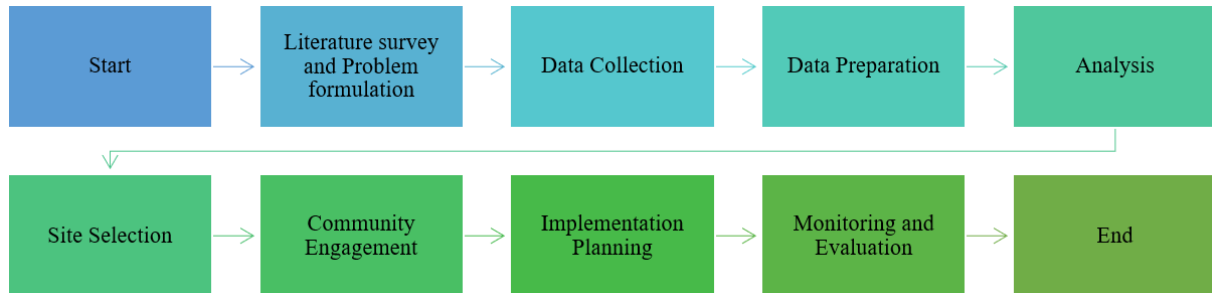 Start
Literature survey
and Problem
formulation
Data Collection
Data Preparation
Analysis
Site Selection
Community
Engagement
Implementation
Planning
Monitoring and
Evaluation
End